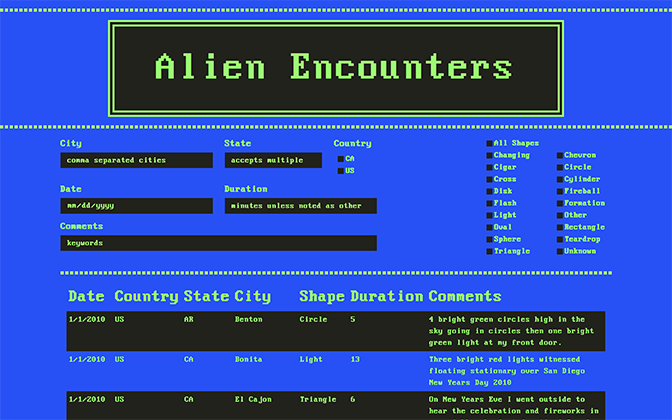 Alien Encounters
City State Country
comma separated cities accepts multiple CA
US
Date Duration
mm/dd/yyyy minutes unless noted as other
Comments
keywords
All Shapes
Changing Chevron
Cigar Circle
Cross Cylinder
Disk Fireball
Flash Formation
Light Other
Oval Rectangle
Sphere Teardrop
Triangle Unknown
Date Country State City Shape Duration Comments
1/1/2010 US AR Benton Circle 5 4 bright green circles high in the
sky going in circles then one bright
green light at my front door.
1/1/2010 US CA Bonita Light 13 Three bright red lights witnessed
floating stationary over San Diego
New Years Day 2010
1/1/2010 US CA El Cajon Triangle 6 On New Years Eve I went outside to
hear the celebration and fireworks in